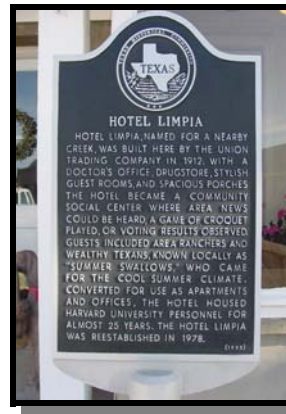 TEXAS
HOTEL LIMPIA
HOTEL LIMPIA, NAMED FOR A NEARBY
CREEK, WAS BUILT HERE BY THE UNION
TRADING COMPANY IN 1912. WITH A
DOCTOR'S OFFICE, DRUGSTORE, STYLISH
GUEST ROOMS, AND SPACIOUS PORCHES
THE HOTEL BECAME A COMMUNITY
SOCIAL CENTER WHERE AREA NEWS
COULD BE HEARD, A GAME OF CROQUET
PLAYED, OR VOTING RESULTS OBSERVED.
GUESTS INCLUDED AREA RANCHERS AND
WEALTHY TEXANS, KNOWN LOCALLY AS
"SUMMER SWALLOWS," WHO CAME
FOR THE COOL SUMMER CLIMATE.
CONVERTED FOR USE AS APARTMENTS
AND OFFICES, THE HOTEL HOUSED
HARVARD UNIVERSITY PERSONNEL FOR
ALMOST 25 YEARS. THE HOTEL LIMPIA
WAS REESTABLISHED IN 1978.